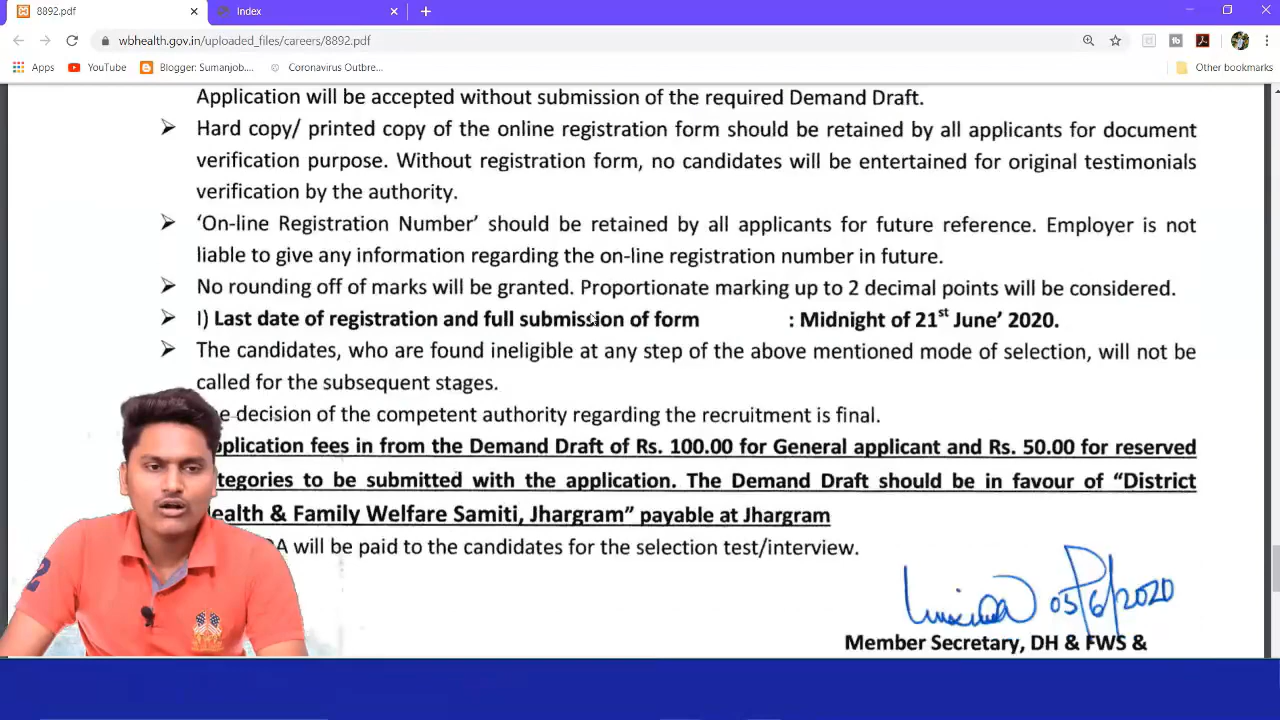 8892.pdf
Index
wbhealth.gov.in/uploaded_files/careers/8892.pdf
Apps
YouTube
Blogger: Sumanjob....
Coronavirus Outbre...
Other bookmarks
Application will be accepted without submission of the required Demand Draft.
Hard copy/ printed copy of the online registration form should be retained by all applicants for document
verification purpose. Without registration form, no candidates will be entertained for original testimonials
verification by the authority.
‘On-line Registration Number’ should be retained by all applicants for future reference. Employer is not
liable to give any information regarding the on-line registration number in future.
No rounding off of marks will be granted. Proportionate marking up to 2 decimal points will be considered.
I) Last date of registration and full submission of form : Midnight of 21st June’ 2020.
The candidates, who are found ineligible at any step of the above mentioned mode of selection, will not be
called for the subsequent stages.
decision of the competent authority regarding the recruitment is final.
pplication fees in from the Demand Draft of Rs. 100.00 for General applicant and Rs. 50.00 for reserved
tegories to be submitted with the application. The Demand Draft should be in favour of “District
ealth & Family Welfare Samiti, Jhargram” payable at Jhargram
will be paid to the candidates for the selection test/interview.
05/6/2020
Member Secretary, DH & FWS &
2